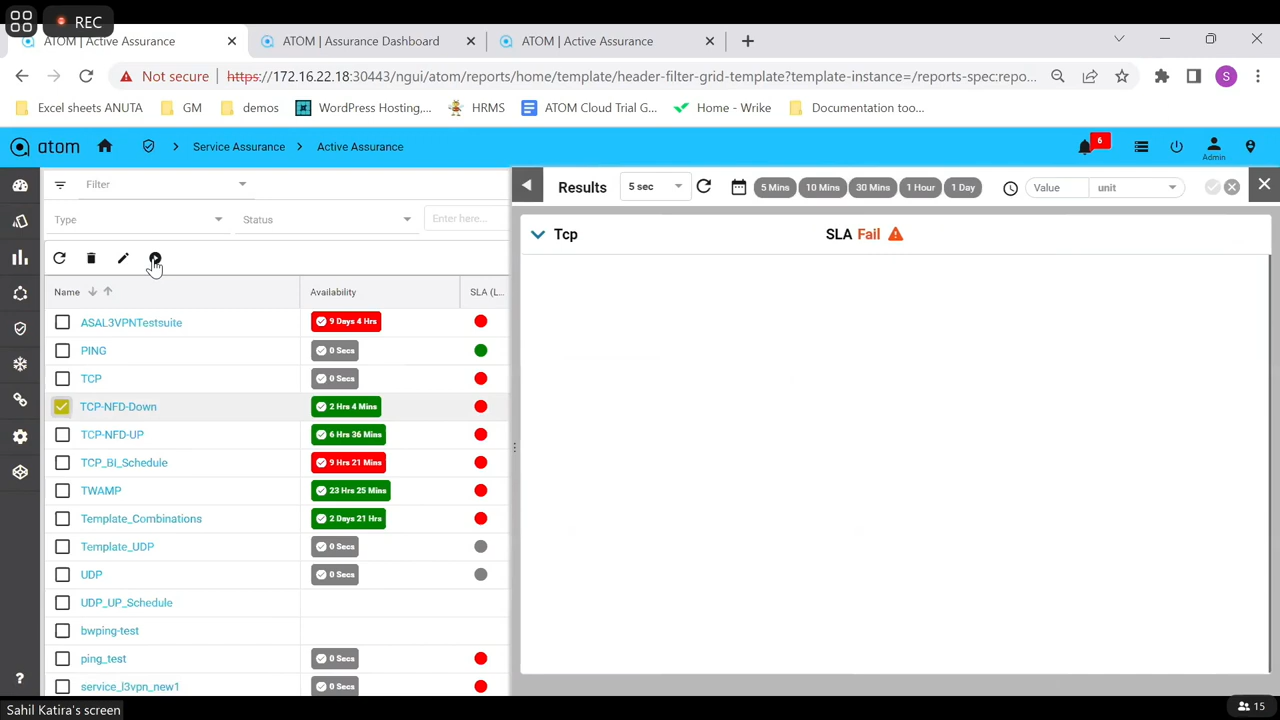 REC
ATOM | Active Assurance
ATOM | Assurance Dashboard
ATOM | Active Assurance
Not secure
https://172.16.22.18:30443/ngui/atom/reports/home/template/header-filter-grid-template?template-instance=/reports-spec:repo...
Excel sheets ANUTA
GM
demos
WordPress Hosting,...
HRMS
ATOM Cloud Trial G...
Home - Wrike
Documentation too...
atom
Service Assurance
Active Assurance
6
Admin
Filter
Results
5 sec
5 Mins
10 Mins
30 Mins
1 Hour
1 Day
Value
unit
Type
Status
Enter here...
Tcp
SLA Fail
Name
Availability
SLA (L...
ASAL3VPNTestsuite
9 Days 4 Hrs
PING
0 Secs
TCP
0 Secs
TCP-NFD-Down
2 Hrs 4 Mins
TCP-NFD-UP
6 Hrs 36 Mins
TCP_BI_Schedule
9 Hrs 21 Mins
TWAMP
23 Hrs 25 Mins
Template_Combinations
2 Days 21 Hrs
Template_UDP
0 Secs
UDP
0 Secs
UDP_UP_Schedule
bwping-test
ping_test
0 Secs
service_l3vpn_new1
0 Secs
?
Sahil Katira's screen
15